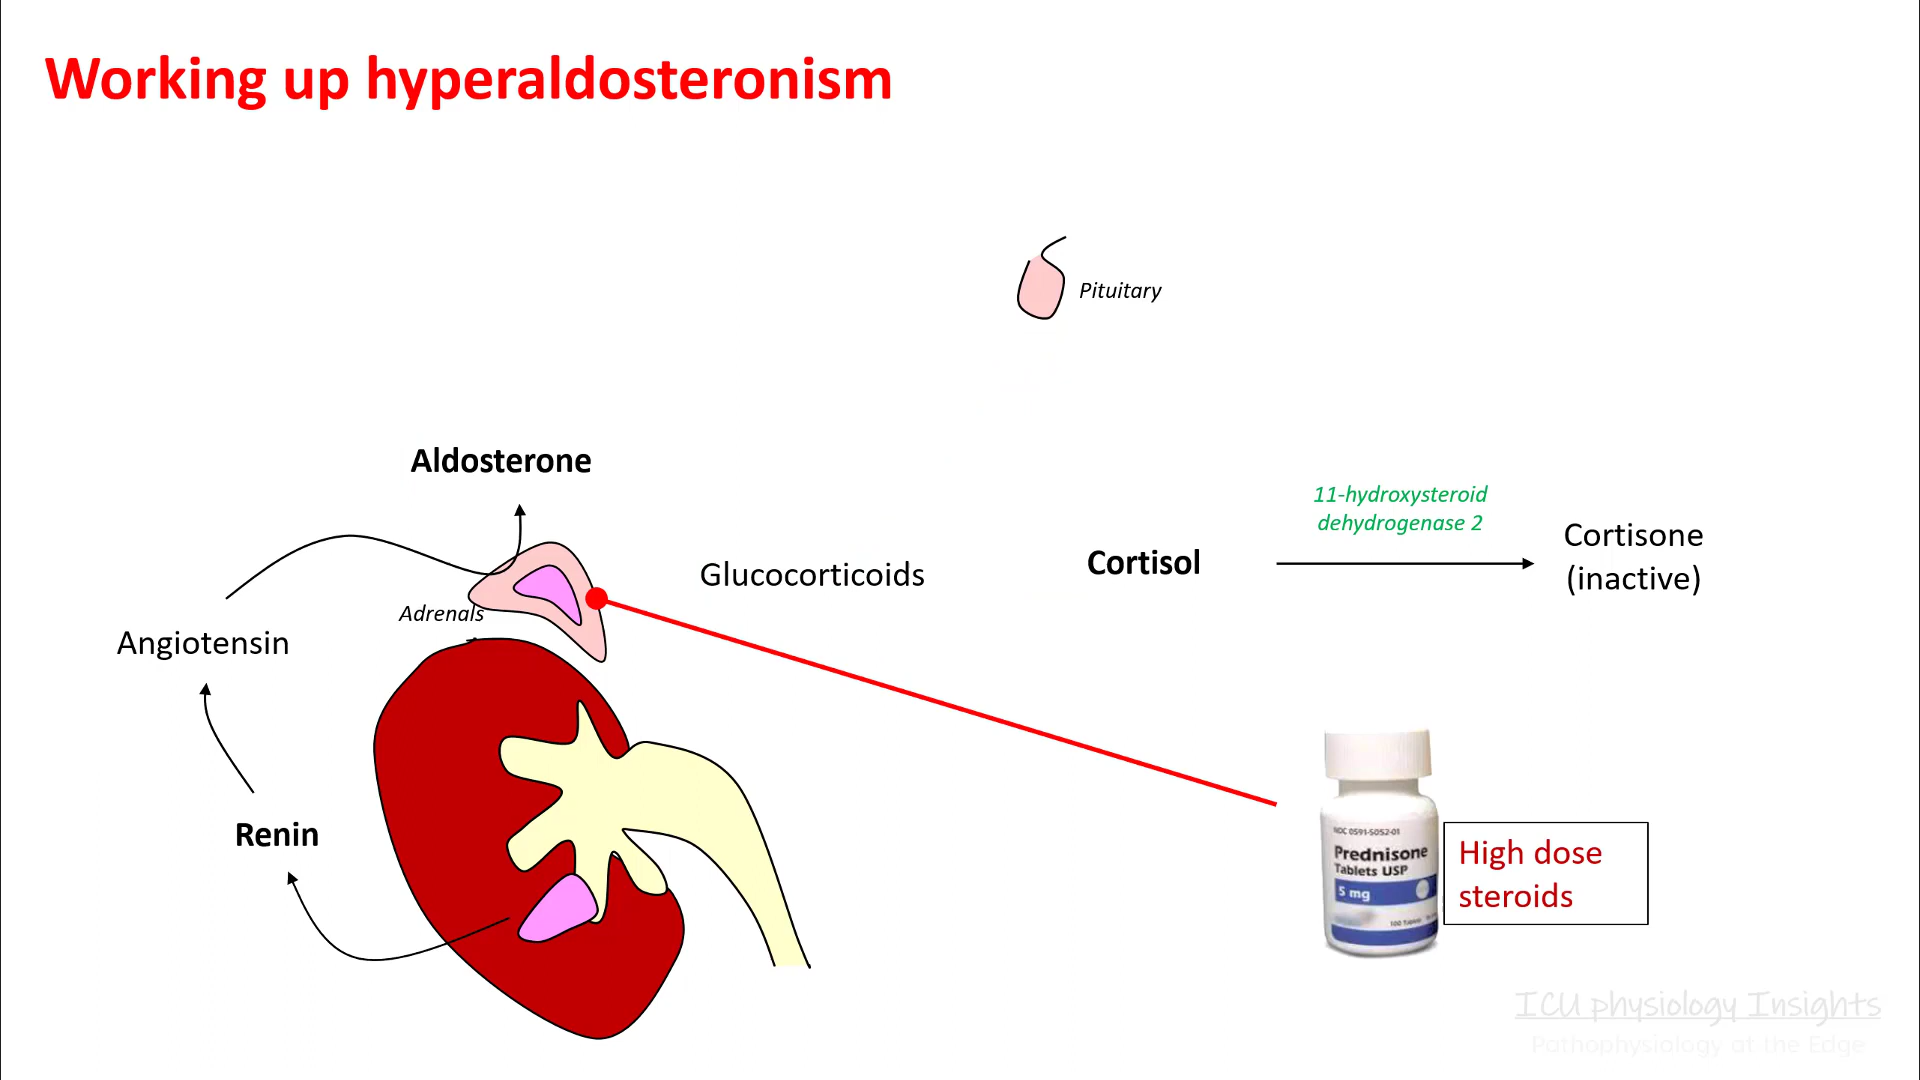 Working up hyperaldosteronism
Pituitary
Aldosterone
11-hydroxysteroid
dehydrogenase 2
Cortisone
(inactive)
Cortisol
Glucocorticoids
Adrenals
Angiotensin
Renin
NDC 0591-5052-01
Prednisone
Tablets USP
5 mg
100 Tablets
High dose
steroids
ICU physiology Insights
Pathophysiology at the Edge